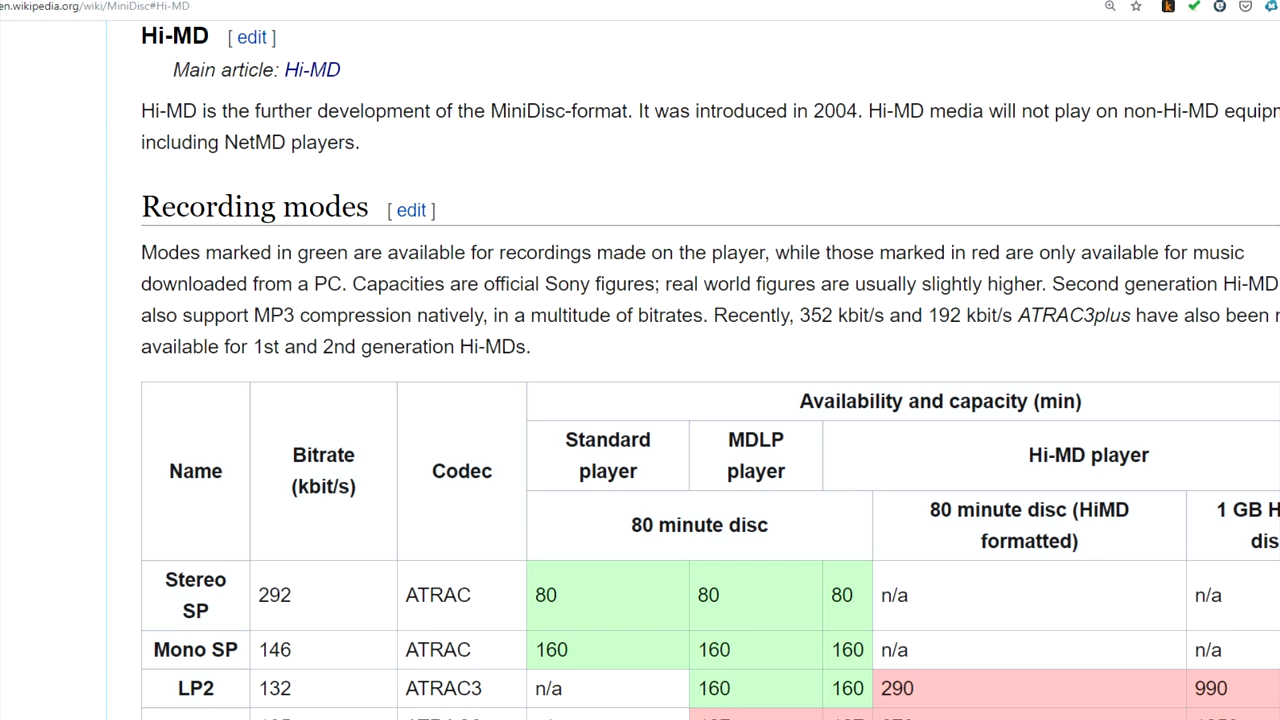 en.wikipedia.org/wiki/MiniDisc#Hi-MD
Hi-MD [ edit ]
Main article: Hi-MD
Hi-MD is the further development of the MiniDisc-format. It was introduced in 2004. Hi-MD media will not play on non-Hi-MD
including NetMD players.
Recording modes [ edit ]
Modes marked in green are available for recordings made on the player, while those marked in red are only available for music
downloaded from a PC. Capacities are official Sony figures; real world figures are usually slightly higher. Second generation Hi-MD
also support MP3 compression natively, in a multitude of bitrates. Recently, 352 kbit/s and 192 kbit/s ATRAC3plus have also been
available for 1st and 2nd generation Hi-MDs.
Availability and capacity (min)
Name Bitrate (kbit/s) Codec Standard player MDLP player Hi-MD player
80 minute disc 80 minute disc (HiMD formatted) 1 GB
Stereo SP 292 ATRAC 80 80 80 n/a n/a
Mono SP 146 ATRAC 160 160 160 n/a n/a
LP2 132 ATRAC3 n/a 160 160 290 990